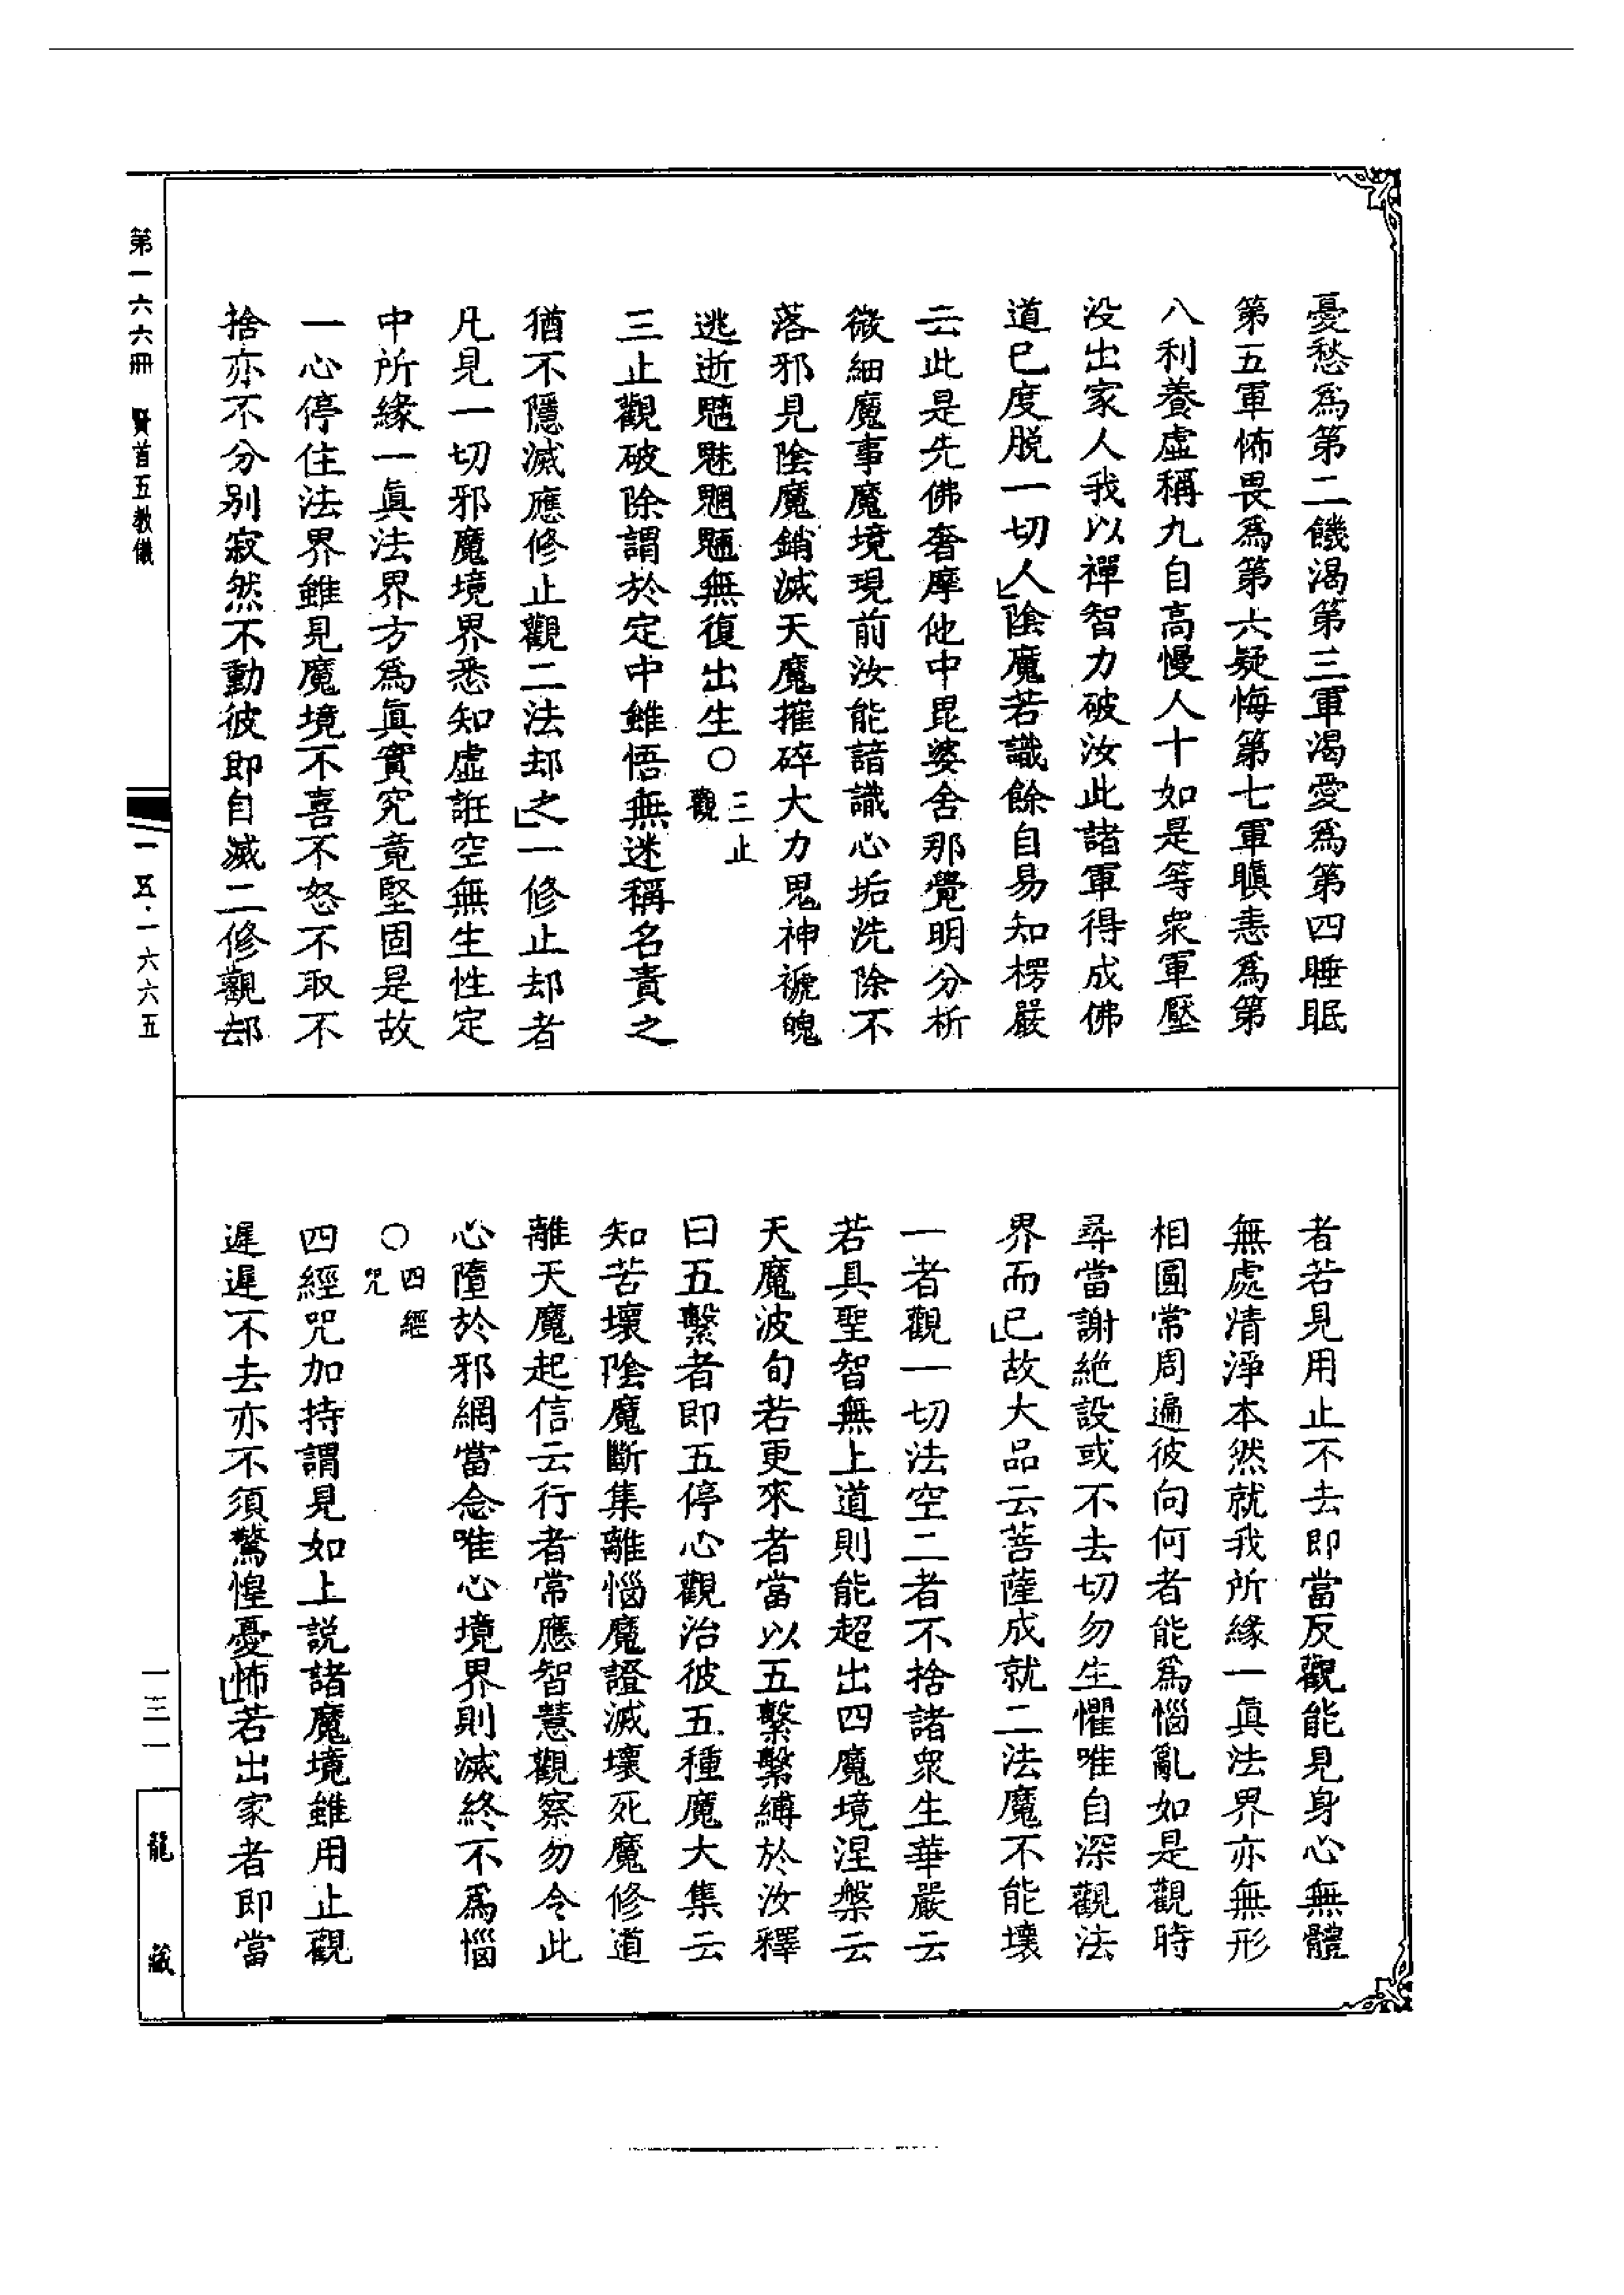 憂愁爲第二饑渴第三軍渴愛爲第四睡眠
第五軍怖畏爲第六疑悔第七軍瞋恚爲第
八利養虛稱九自高慢人十如是等衆軍壓
没出家人我以禪智力破汝此諸軍得成佛
道已度脱一切人陰魔若識餘自易知楞嚴
云此是先佛奢摩他中毘婆舍那覺明分析
微細魔事魔境現前汝能諳識心垢洗除不
落邪見陰魔銷滅天魔摧碎大力鬼神褫魄
逃逝魑魅魍魎無復出生○三止觀
三止觀破除謂於定中雖悟無迷稱名責之
猶不隱滅應修止觀二法却之一修止却者
凡見一切邪魔境界悉知虛誑空無生性定
中所緣一眞法界方爲眞實究竟堅固是故
一心停住法界雖見魔境不喜不怒不取不
捨亦不分别寂然不動彼即自滅二修觀却
者若見用止不去即當反觀能見身心無體
無處清淨本然就我所緣一眞法界亦無形
相圓常周遍彼向何者能爲惱亂如是觀時
尋當謝絶設或不去切勿生懼唯自深觀法
界而已故大品云菩薩成就二法魔不能壞
一者觀一切法空二者不捨諸衆生華嚴云
若具聖智無上道則能超出四魔境涅槃云
天魔波旬若更來者當以五繫繫縛於汝釋
曰五繫者即五停心觀治彼五種魔大集云
知苦壞陰魔斷集離惱魔證滅壞死魔修道
離天魔起信云行者常應智慧觀察勿令此
心墮於邪網當念唯心境界則滅終不爲惱
○四經咒
四經咒加持謂見如上説諸魔境雖用止觀
遲遲不去亦不須驚惶憂怖若出家者即當
第一六六冊 賢首五教儀
一五·一六六五
一三一
龍藏